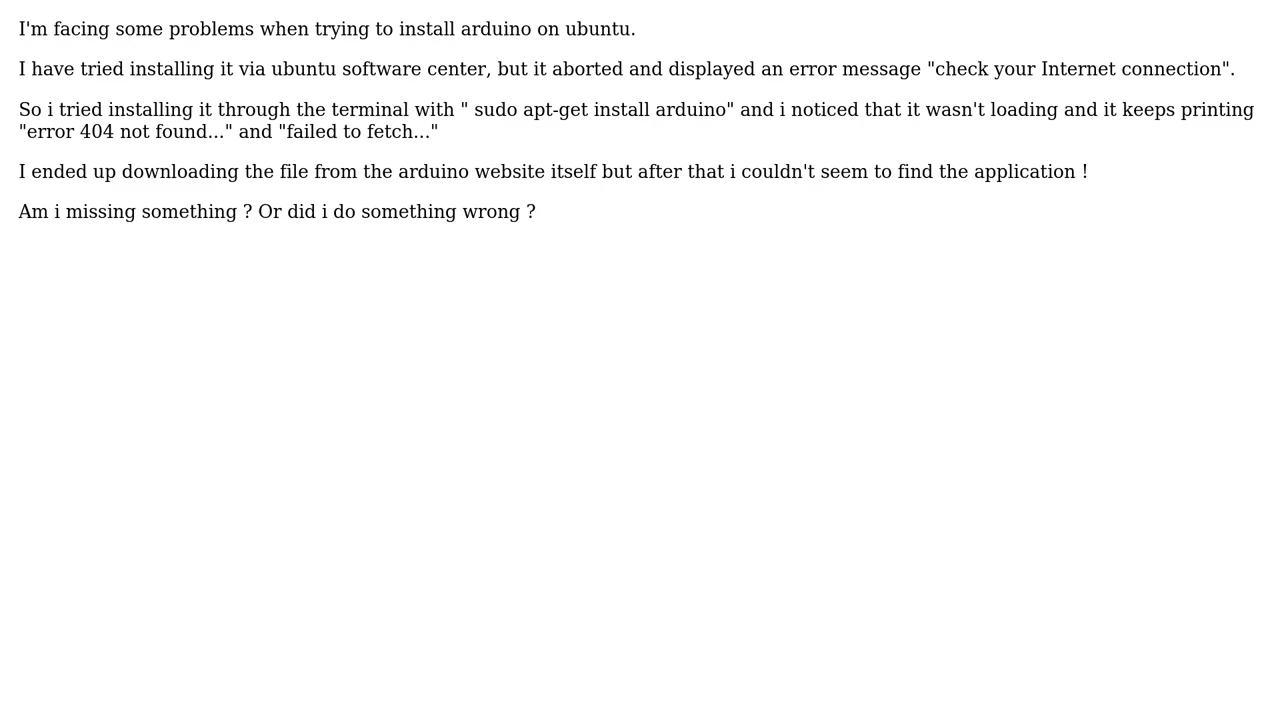 I'm facing some problems when trying to install arduino on ubuntu.
I have tried installing it via ubuntu software center, but it aborted and displayed an error message "check your Internet connection".
So i tried installing it through the terminal with " sudo apt-get install arduino" and i noticed that it wasn't loading and it keeps printing
"error 404 not found..." and "failed to fetch..."
I ended up downloading the file from the arduino website itself but after that i couldn't seem to find the application !
Am i missing something ? Or did i do something wrong ?